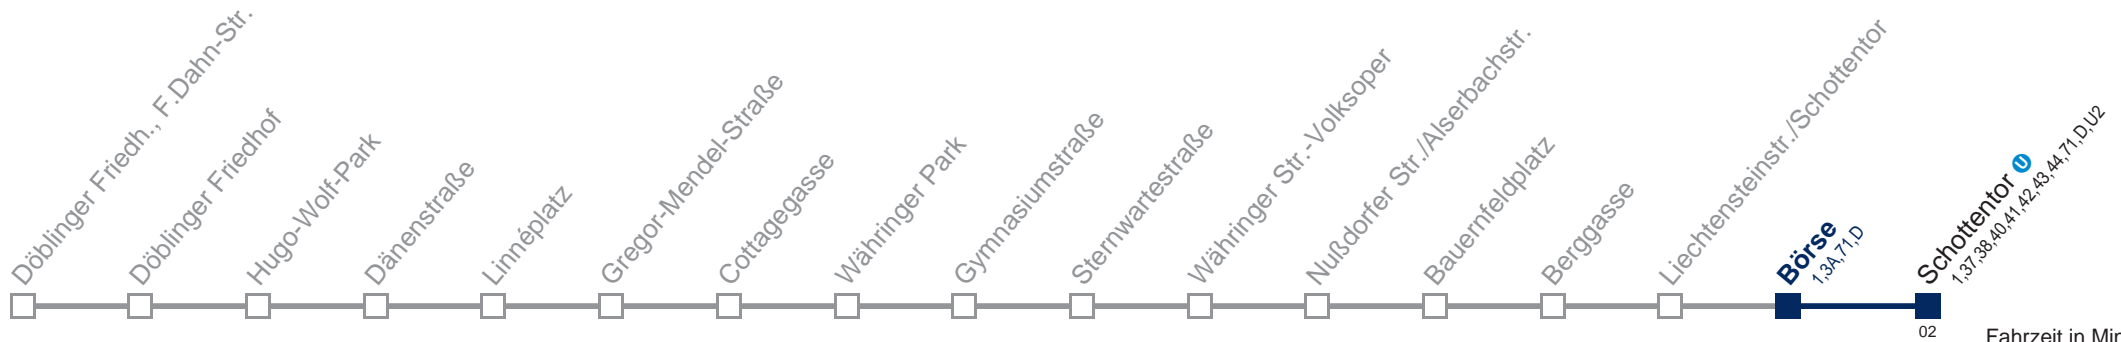 Döblinger Friedh., F.Dahn-Str.
Döblinger Friedhof
Hugo-Wolf-Park
Dänenstraße
Linnéplatz
Gregor-Mendel-Straße
Cottagegasse
Währinger Park
Gymnasiumstraße
Sternwartestraße
Währinger Str.-Volksoper
Nußdorfer Str./Alserbachstr.
Bauernfeldplatz
Berggasse
Liechtensteinstr./Schottentor
Börse
1,3A,71,D
Schottentor U
1,37,38,40,41,42,43,44,71,D,U2
02
Fahrzeit in Min